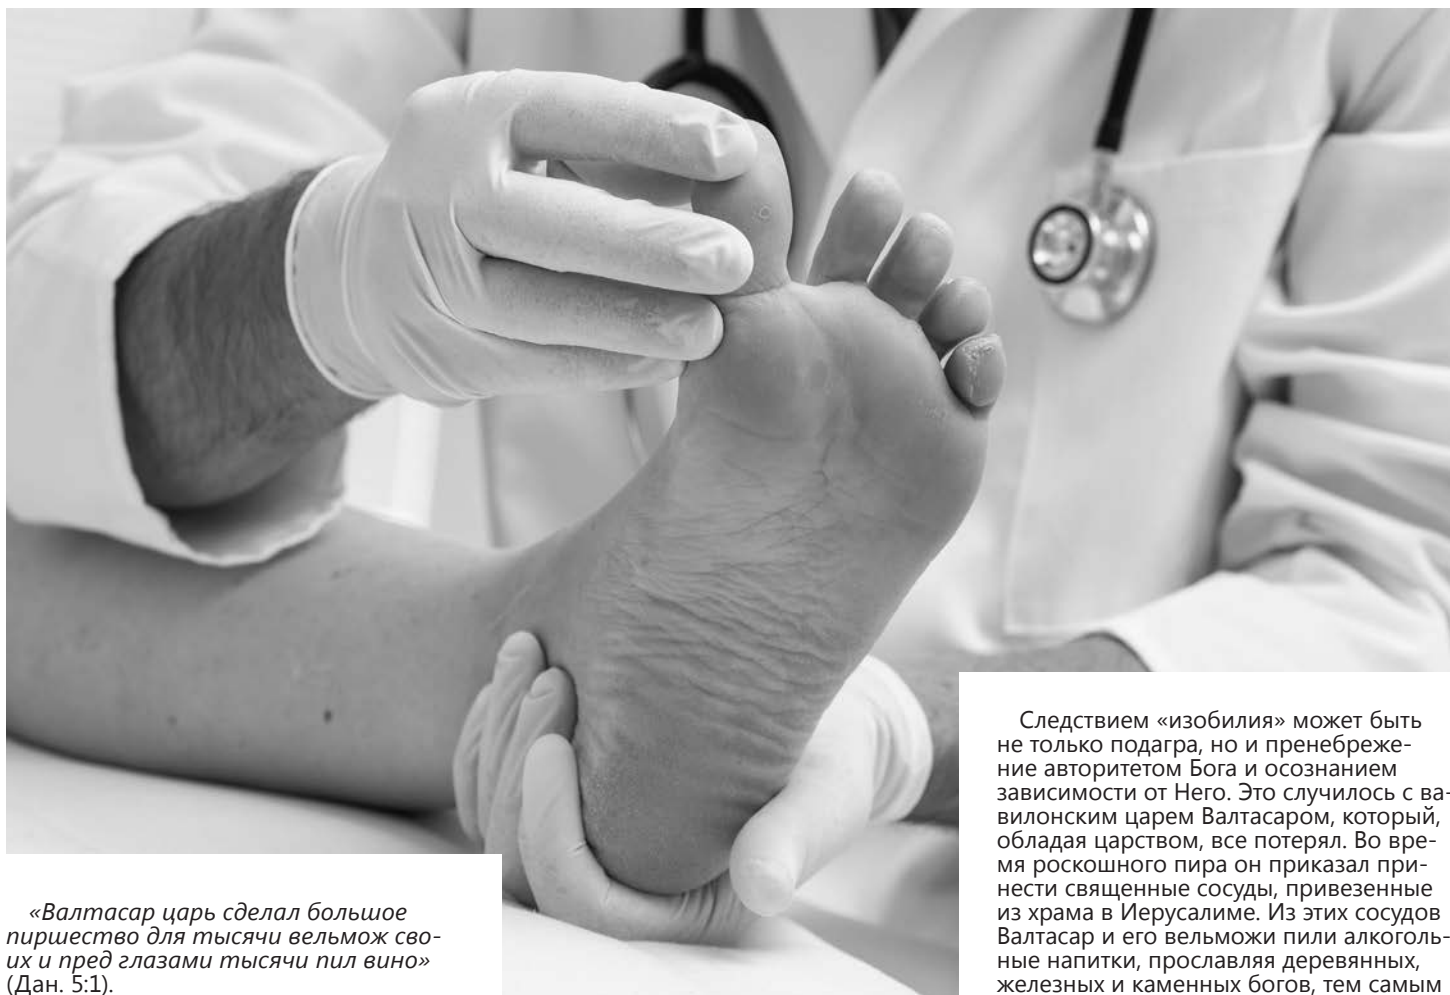 «Валтасар царь сделал большое
пиршество для тысячи вельмож сво-
их и пред глазами тысячи пил вино»
(Дан. 5:1).
Следствием «изобилия» может быть
не только подагра, но и пренебреже-
ние авторитетом Бога и осознанием
зависимости от Него. Это случилось с ва-
вилонским царем Валтасаром, который,
обладая царством, все потерял. Во вре-
мя роскошного пира он приказал при-
нести священные сосуды, привезенные
из храма в Иерусалиме. Из этих сосудов
Валтасар и его вельможи пили алкоголь-
ные напитки, прославляя деревянных,
железных и каменных богов, тем самым